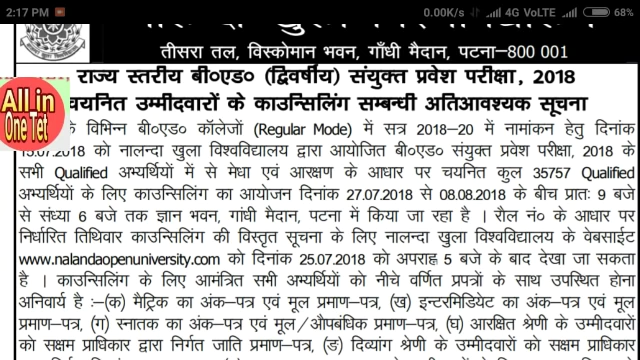 2:17 PM 0.00K/s 4G VoLTE 68%
तीसरा तल, विस्कोमान भवन, गाँधी मैदान, पटना–800 001
राज्य स्तरीय बी०एड० (द्विवर्षीय) संयुक्त प्रवेश परीक्षा, 2018
चयनित उम्मीदवारों के काउन्सिलिंग सम्बन्धी अतिआवश्यक सूचना
All in
One Tet
के विभिन्न बी०एड० कॉलेजों (Regular Mode) में सत्र 2018–20 में नामांकन हेतु दिनांक
को नालन्दा खुला विश्वविद्यालय द्वारा आयोजित बी०एड० संयुक्त प्रवेश परीक्षा, 2018 के
सभी Qualified अभ्यर्थियों में से मेधा एवं आरक्षण के आधार पर चयनित कुल 35757 Qualified
अभ्यर्थियों के लिए काउन्सिलिंग का आयोजन दिनांक 27.07.2018 से 08.08.2018 के बीच प्रातः 9 बजे
से संध्या 6 बजे तक ज्ञान भवन, गांधी मैदान, पटना में किया जा रहा है । रौल नं० के आधार पर
निर्धारित तिथिवार काउन्सिलिंग की विस्तृत सूचना के लिए नालन्दा खुला विश्वविद्यालय के वेबसाईट
www.nalandaopenuniversity.com को दिनांक 25.07.2018 को अपराह्न 5 बजे के बाद देखा जा सकता
है । काउन्सिलिंग के लिए आमंत्रित सभी अभ्यर्थियों को नीचे वर्णित प्रपत्रों के साथ उपस्थित होना
अनिवार्य है :–(क) मैट्रिक का अंक–पत्र एवं मूल प्रमाण–पत्र, (ख) इन्टरमिडियेट का अंक–पत्र एवं मूल
प्रमाण–पत्र, (ग) स्नातक का अंक–पत्र एवं मूल/औपबंधिक प्रमाण–पत्र, (घ) आरक्षित श्रेणी के उम्मीदवारों
को सक्षम प्राधिकार द्वारा निर्गत जाति प्रमाण–पत्र, (ङ) दिव्यांग श्रेणी के उम्मीदवारों को सक्षम प्राधिकार